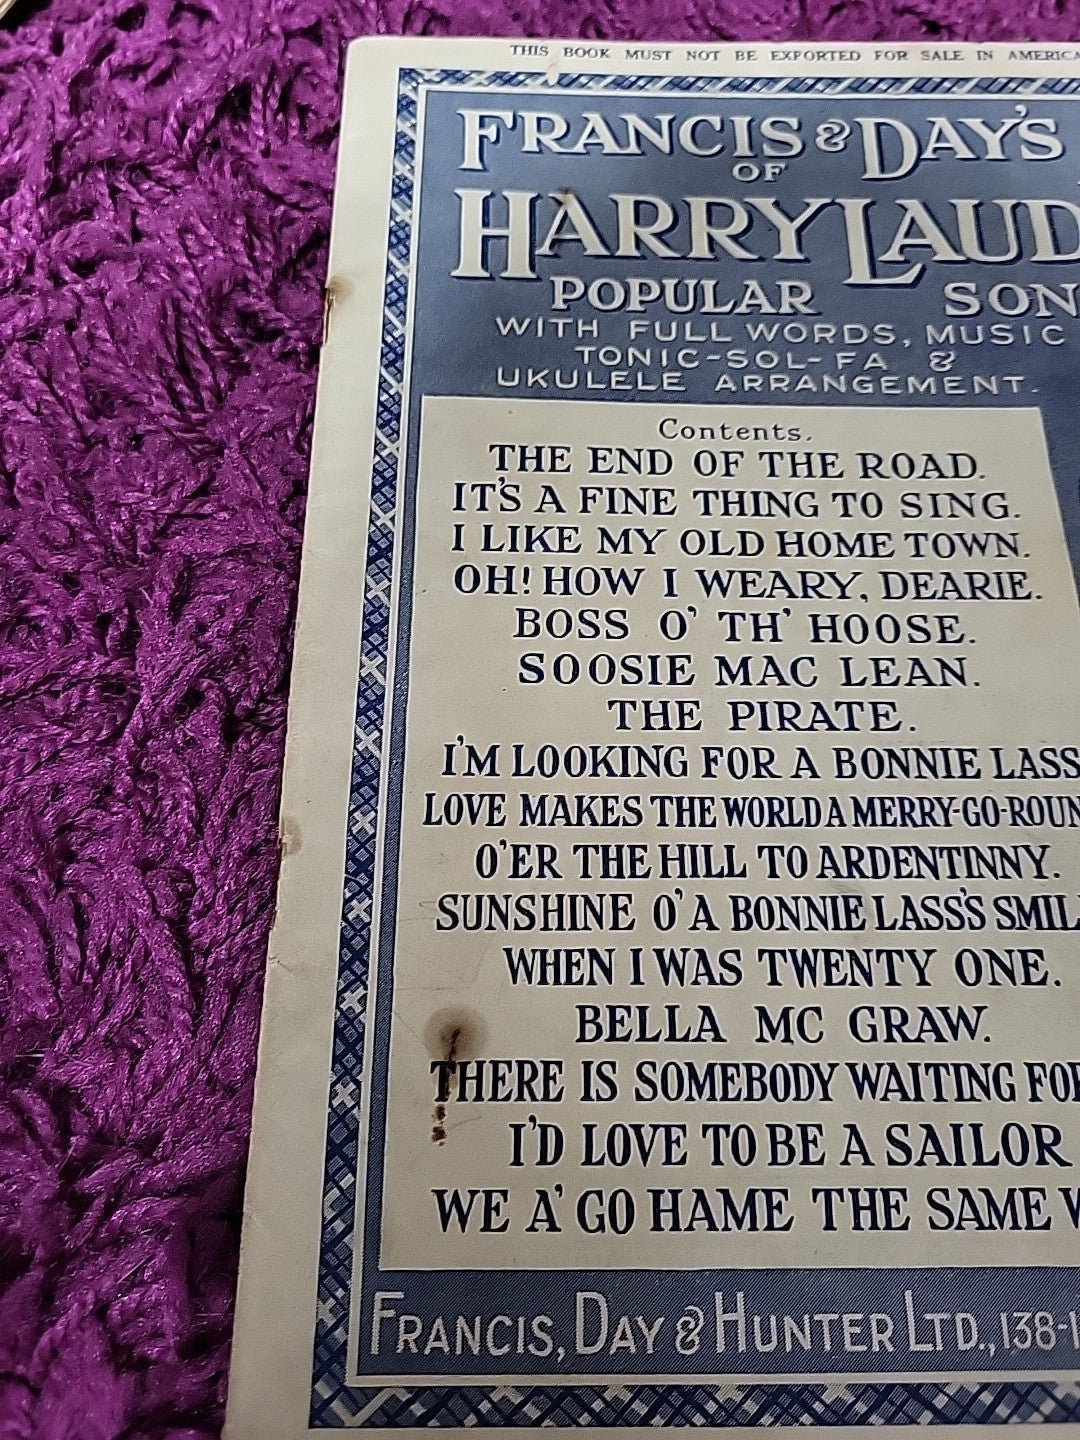 THIS BOOK MUST NOT BE EXPORTED FOR SALE IN AMERICA
FRANCIS & DAY'S
OF
HARRY LAUD
POPULAR SON
WITH FULL WORDS, MUSIC
TONIC-SOL-FA &
UKULELE ARRANGEMENT.
Contents.
THE END OF THE ROAD.
IT'S A FINE THING TO SING.
I LIKE MY OLD HOME TOWN.
OH! HOW I WEARY, DEARIE.
BOSS O' TH' HOOSE.
SOOSIE MAC LEAN.
THE PIRATE.
I'M LOOKING FOR A BONNIE LASS
LOVE MAKES THE WORLD A MERRY-GO-ROUN
O'ER THE HILL TO ARDENTINNY.
SUNSHINE O' A BONNIE LASS'S SMIL
WHEN I WAS TWENTY ONE.
BELLA MC GRAW.
THERE IS SOMEBODY WAITING FOR
I'D LOVE TO BE A SAILOR
WE A' GO HAME THE SAME W
FRANCIS, DAY & HUNTER LTD., 138-1